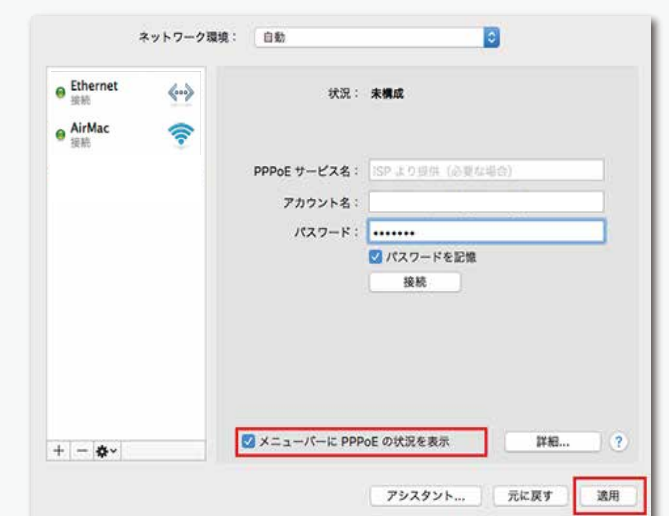 ネットワーク環境： 自動
Ethernet
接続
AirMac
接続
状況： 未構成
PPPoE サービス名： ISP より提供（必要な場合）
アカウント名：
パスワード： •••••••
パスワードを記憶
接続
メニューバーに PPPoE の状況を表示
詳細... ?
アシスタント... 元に戻す 適用